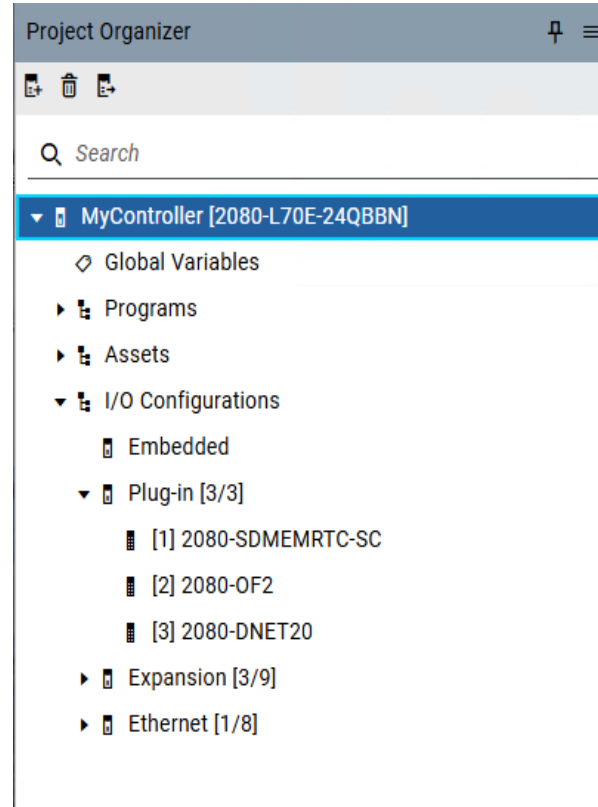 Project Organizer
Search
MyController [2080-L70E-24QBBN]
Global Variables
Programs
Assets
I/O Configurations
Embedded
Plug-in [3/3]
[1] 2080-SDMEMRTC-SC
[2] 2080-OF2
[3] 2080-DNET20
Expansion [3/9]
Ethernet [1/8]